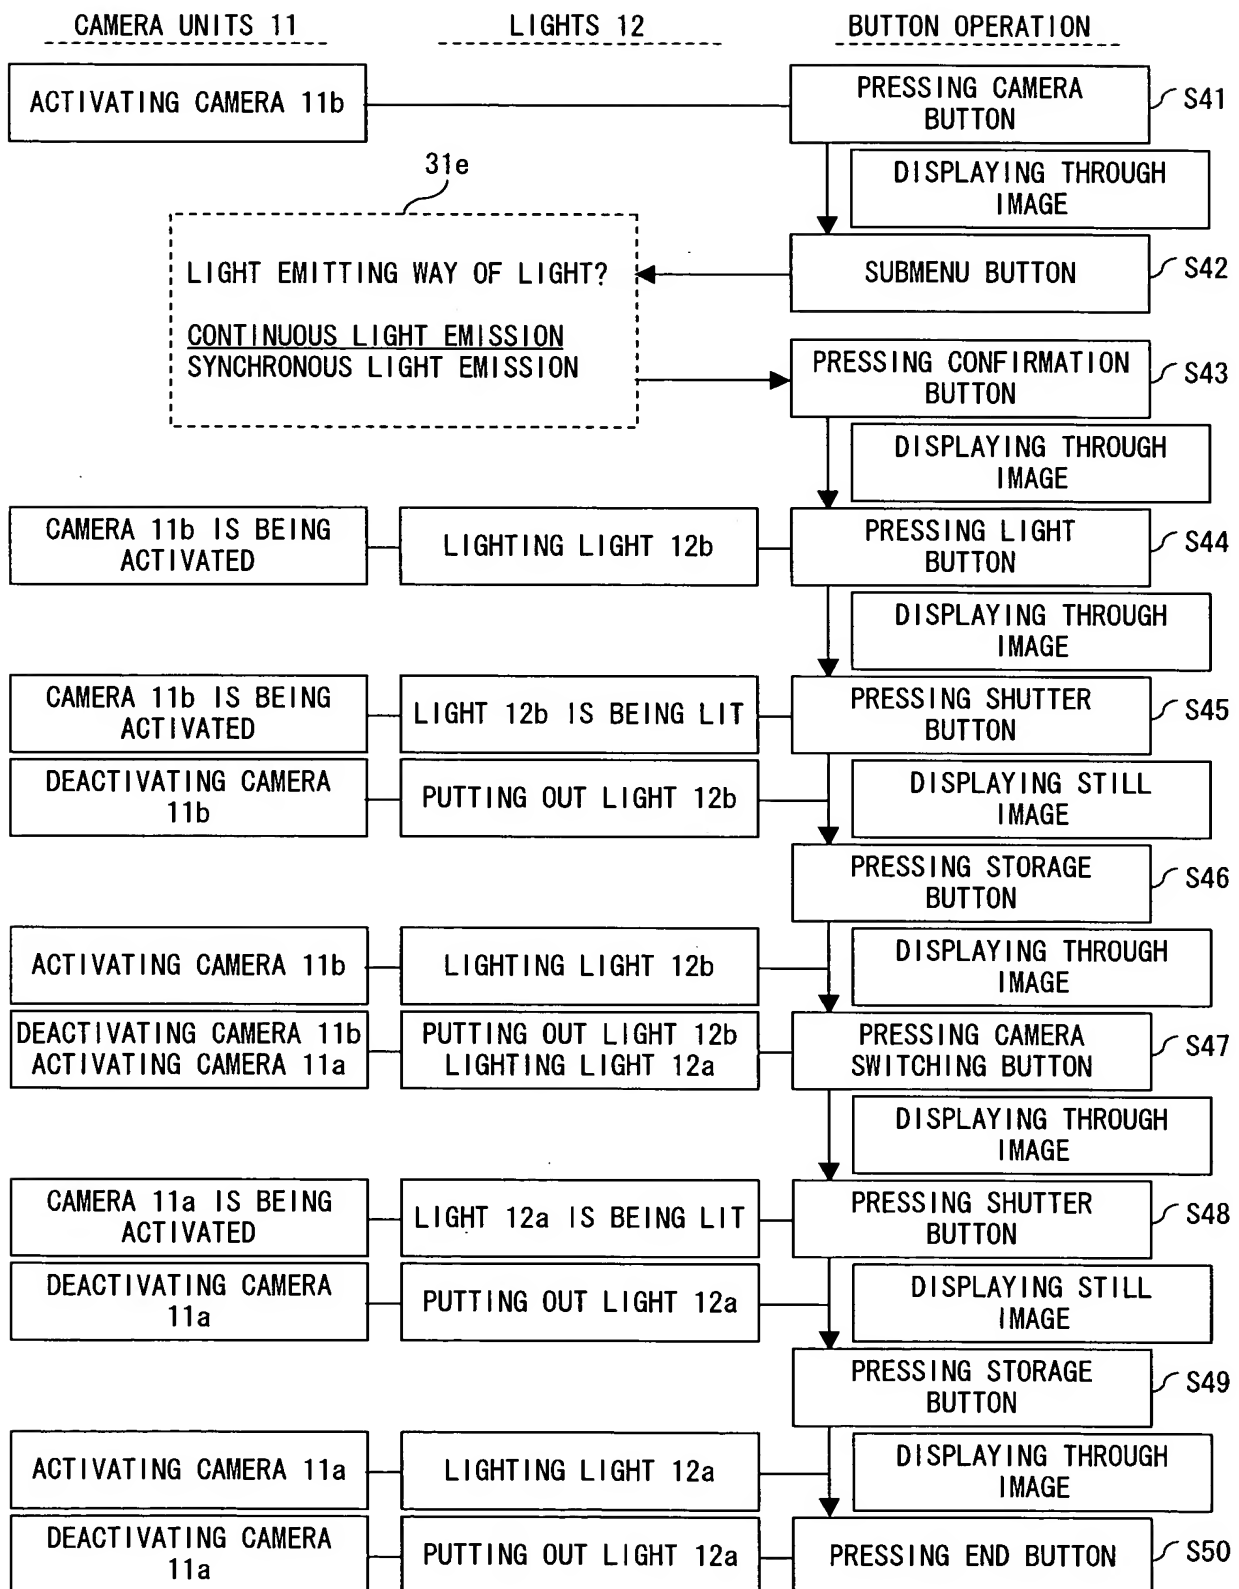 CAMERA UNITS 11
LIGHTS 12
BUTTON OPERATION
ACTIVATING CAMERA 11b
PRESSING CAMERA
BUTTON
S41
DISPLAYING THROUGH
IMAGE
31e
LIGHT EMITTING WAY OF LIGHT?
CONTINUOUS LIGHT EMISSION
SYNCHRONOUS LIGHT EMISSION
SUBMENU BUTTON
S42
PRESSING CONFIRMATION
BUTTON
S43
DISPLAYING THROUGH
IMAGE
CAMERA 11b IS BEING
ACTIVATED
LIGHTING LIGHT 12b
PRESSING LIGHT
BUTTON
S44
DISPLAYING THROUGH
IMAGE
CAMERA 11b IS BEING
ACTIVATED
LIGHT 12b IS BEING LIT
PRESSING SHUTTER
BUTTON
S45
DEACTIVATING CAMERA
11b
PUTTING OUT LIGHT 12b
DISPLAYING STILL
IMAGE
PRESSING STORAGE
BUTTON
S46
ACTIVATING CAMERA 11b
LIGHTING LIGHT 12b
DISPLAYING THROUGH
IMAGE
DEACTIVATING CAMERA 11b
ACTIVATING CAMERA 11a
PUTTING OUT LIGHT 12b
LIGHTING LIGHT 12a
PRESSING CAMERA
SWITCHING BUTTON
S47
DISPLAYING THROUGH
IMAGE
CAMERA 11a IS BEING
ACTIVATED
LIGHT 12a IS BEING LIT
PRESSING SHUTTER
BUTTON
S48
DEACTIVATING CAMERA
11a
PUTTING OUT LIGHT 12a
DISPLAYING STILL
IMAGE
PRESSING STORAGE
BUTTON
S49
ACTIVATING CAMERA 11a
LIGHTING LIGHT 12a
DISPLAYING THROUGH
IMAGE
DEACTIVATING CAMERA
11a
PUTTING OUT LIGHT 12a
PRESSING END BUTTON
S50